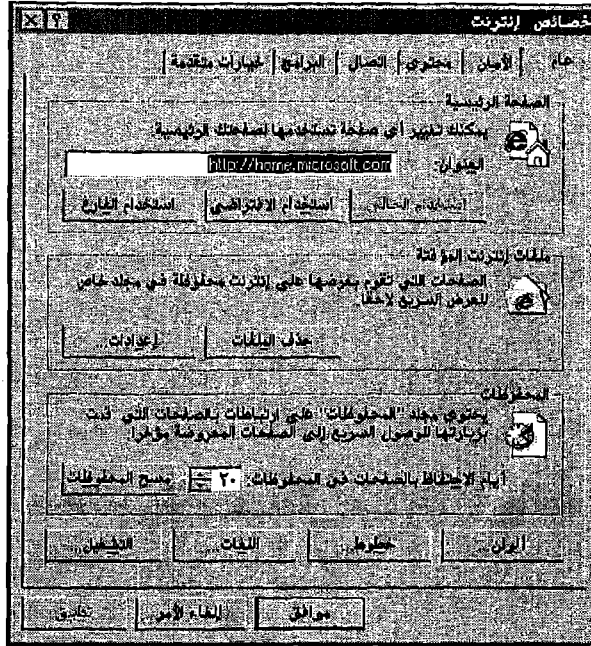 خصائص إنترنت
عام
الأمان
محتوى
اتصال
البرامج
خيارات متقدمة
الصفحة الرئيسية
يمكنك تغيير أي صفحة تستخدمها لصفحتك الرئيسية.
العنوان:
http://home.microsoft.com
استخدام الحالي
استخدام الافتراضي
استخدام الفارغ
ملفات إنترنت المؤقتة
الصفحات التي تقوم بعرضها على إنترنت محفوظة في مجلد خاص
للعرض السريع لاحقا.
حذف الملفات...
إعدادات...
المحفوظات
يحتوي مجلد "المحفوظات" على ارتباطات بالصفحات التي قمت
بزيارتها للوصول السريع إلى الصفحات المعروضة مؤخرا.
أيام الاحتفاظ بالصفحات في المحفوظات:
٢٠
مسح المحفوظات
ألوان...
خطوط...
اللغات...
التشغيل...
موافق
إلغاء الأمر
تطبيق